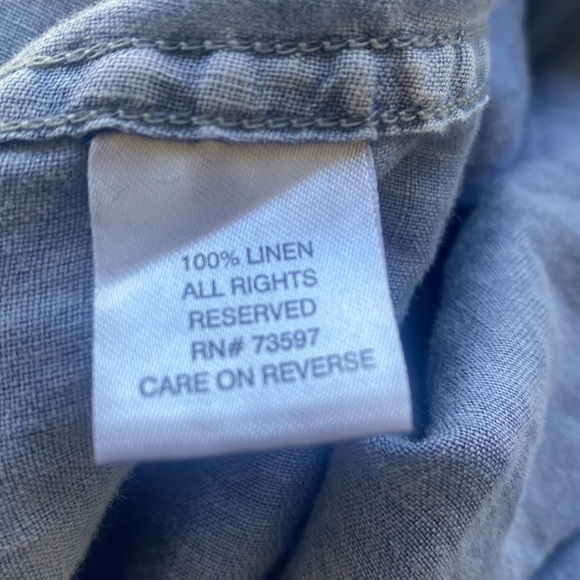 100% LINEN
ALL RIGHTS
RESERVED
RN# 73597
CARE ON REVERSE